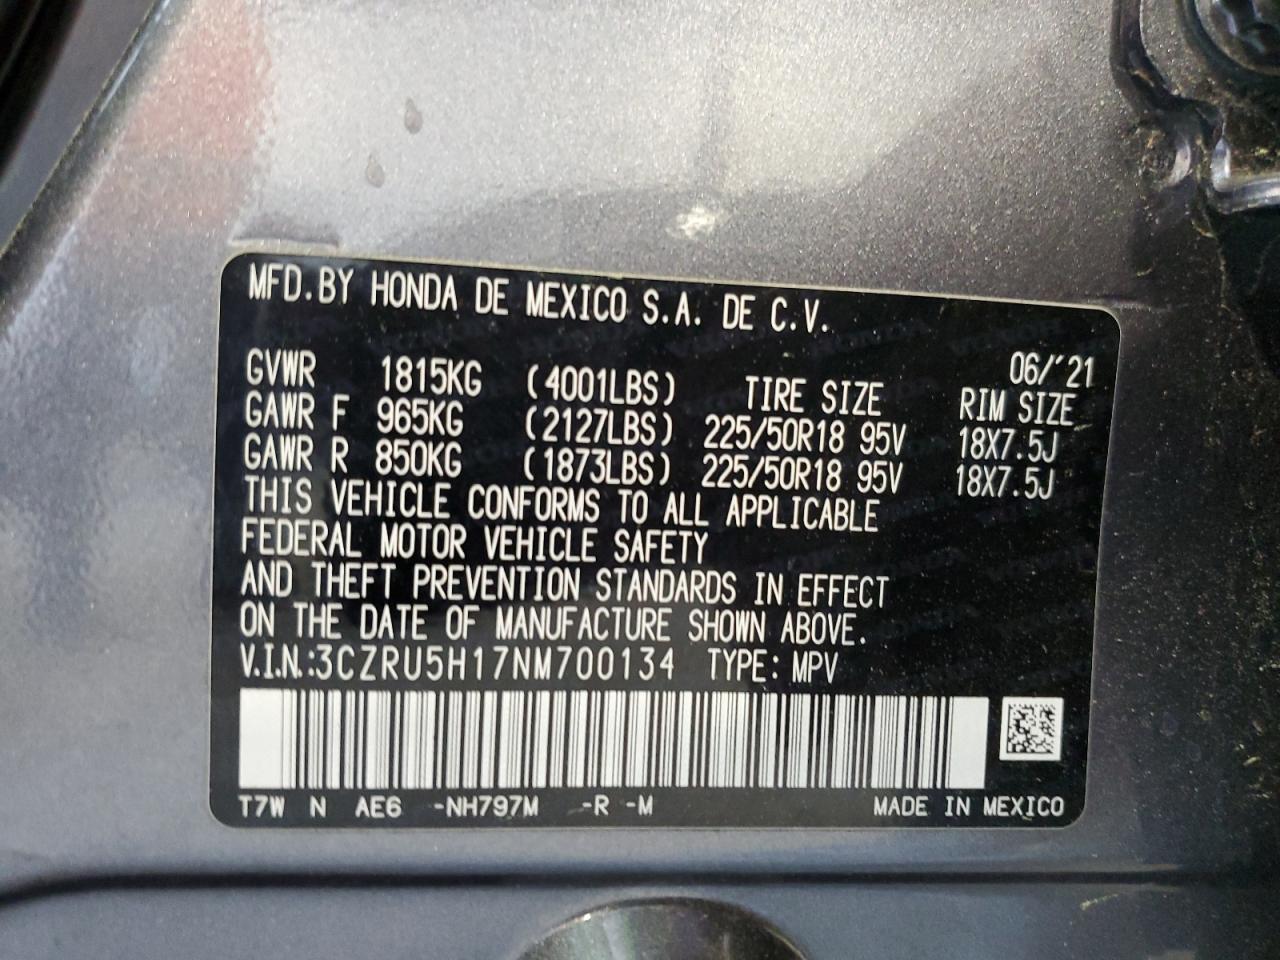 MFD.BY HONDA DE MEXICO S.A. DE C.V.
06/'21
GVWR 1815KG (4001LBS) TIRE SIZE RIM SIZE
GAWR F 965KG (2127LBS) 225/50R18 95V 18X7.5J
GAWR R 850KG (1873LBS) 225/50R18 95V 18X7.5J
THIS VEHICLE CONFORMS TO ALL APPLICABLE
FEDERAL MOTOR VEHICLE SAFETY
AND THEFT PREVENTION STANDARDS IN EFFECT
ON THE DATE OF MANUFACTURE SHOWN ABOVE.
V.I.N.:3CZRU5H17NM700134 TYPE: MPV
T7W N AE6 -NH797M -R -M MADE IN MEXICO